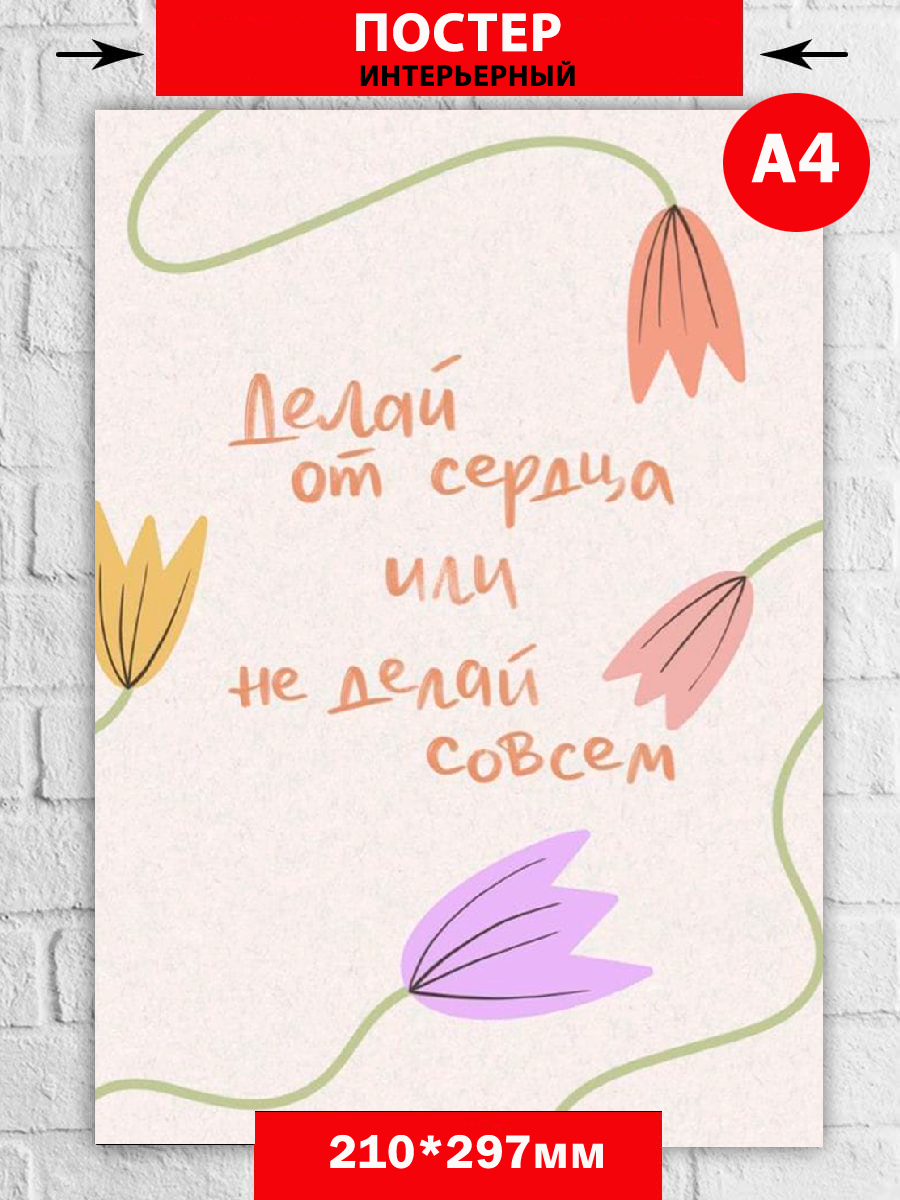 ПОСТЕР
ИНТЕРЬЕРНЫЙ
А4
Делай
от сердца
или
не делай
совсем
210*297мм